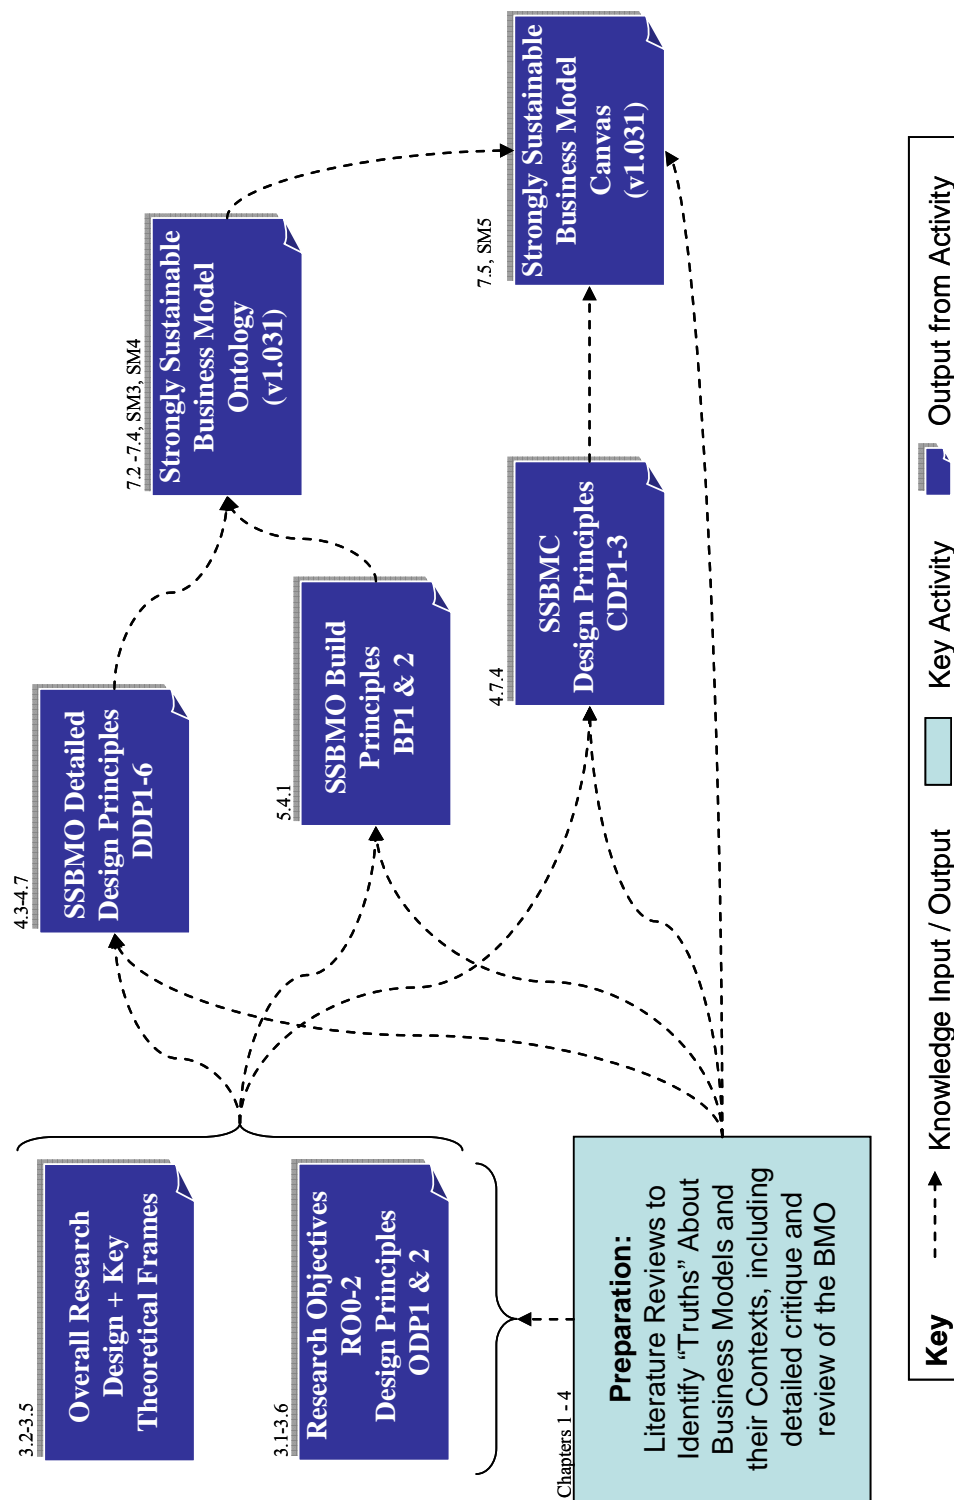 3.2-3.5
Overall Research
Design + Key
Theoretical Frames
3.1-3.6
Research Objectives
RO0-2
Design Principles
ODP1 & 2
Chapters 1 - 4
Preparation:
Literature Reviews to
Identify “Truths” About
Business Models and
their Contexts, including
detailed critique and
review of the BMO
4.3-4.7
SSBMO Detailed
Design Principles
DDP1-6
5.4.1
SSBMO Build
Principles
BP1 & 2
4.7.4
SSBMC
Design Principles
CDP1-3
7.2 -7.4, SM3, SM4
Strongly Sustainable
Business Model
Ontology
(v1.031)
7.5, SM5
Strongly Sustainable
Business Model
Canvas
(v1.031)
Key
Knowledge Input / Output
Key Activity
Output from Activity